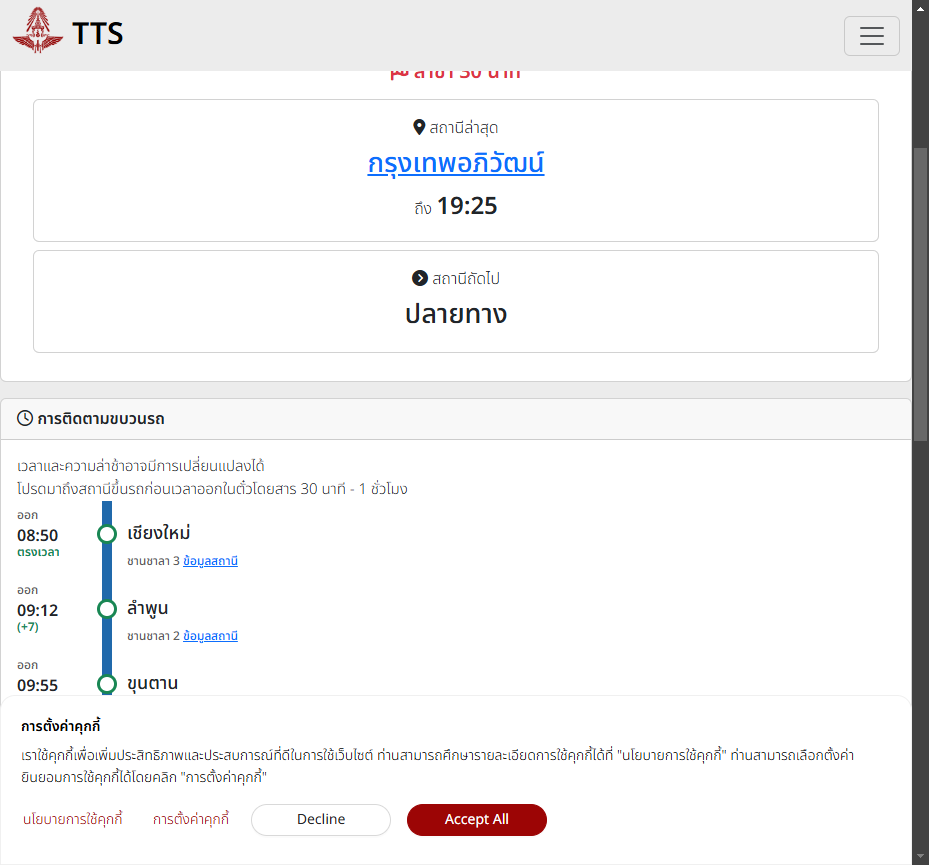 TTS
ล่าช้า 30 นาที
สถานีล่าสุด
กรุงเทพอภิวัฒน์
ถึง 19:25
สถานีถัดไป
ปลายทาง
การติดตามขบวนรถ
เวลาและความล่าช้าอาจมีการเปลี่ยนแปลงได้
โปรดมาถึงสถานีขึ้นรถก่อนเวลาออกในตั๋วโดยสาร 30 นาที - 1 ชั่วโมง
ออก
08:50
ตรงเวลา
เชียงใหม่
ชานชาลา 3 ข้อมูลสถานี
ออก
09:12
(+7)
ลำพูน
ชานชาลา 2 ข้อมูลสถานี
ออก
09:55
ขุนตาน
การตั้งค่าคุกกี้
เราใช้คุกกี้เพื่อเพิ่มประสิทธิภาพและประสบการณ์ที่ดีในการใช้เว็บไซต์ ท่านสามารถศึกษารายละเอียดการใช้คุกกี้ได้ที่ "นโยบายการใช้คุกกี้" ท่านสามารถเลือกตั้งค่า
ยินยอมการใช้คุกกี้ได้โดยคลิก "การตั้งค่าคุกกี้"
นโยบายการใช้คุกกี้ การตั้งค่าคุกกี้ Decline Accept All